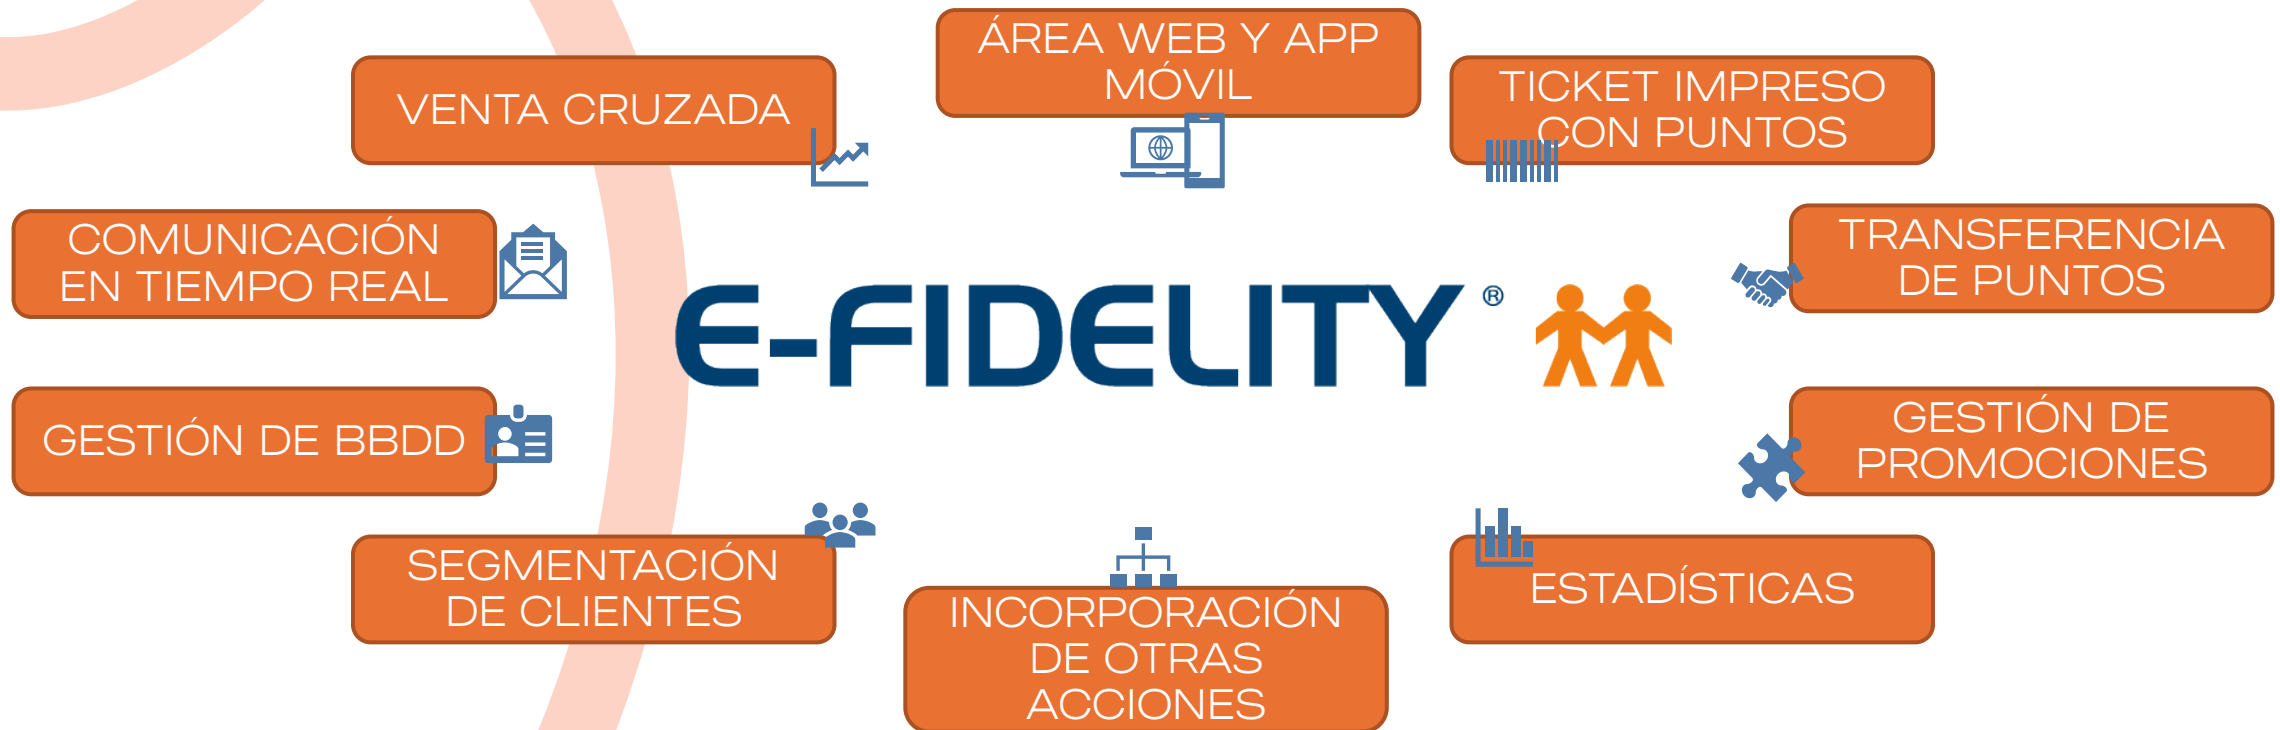 ÁREA WEB Y APP
MÓVIL
VENTA CRUZADA
TICKET IMPRESO
CON PUNTOS
COMUNICACIÓN
EN TIEMPO REAL
TRANSFERENCIA
DE PUNTOS
E-FIDELITY®
GESTIÓN DE BBDD
GESTIÓN DE
PROMOCIONES
SEGMENTACIÓN
DE CLIENTES
INCORPORACIÓN
DE OTRAS
ACCIONES
ESTADÍSTICAS